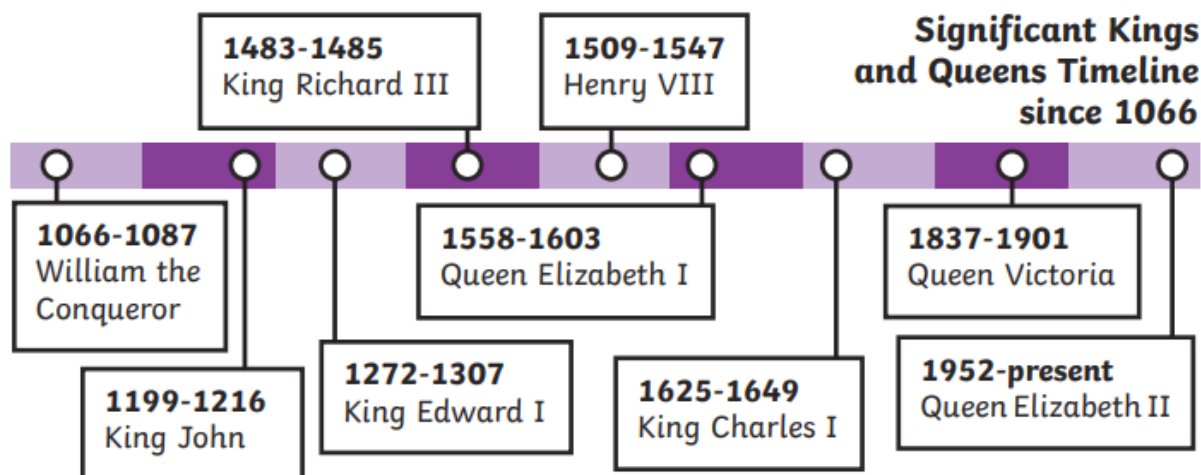 Significant Kings
and Queens Timeline
since 1066
1483-1485
King Richard III
1509-1547
Henry VIII
1066-1087
William the
Conqueror
1199-1216
King John
1272-1307
King Edward I
1558-1603
Queen Elizabeth I
1625-1649
King Charles I
1837-1901
Queen Victoria
1952-present
Queen Elizabeth II